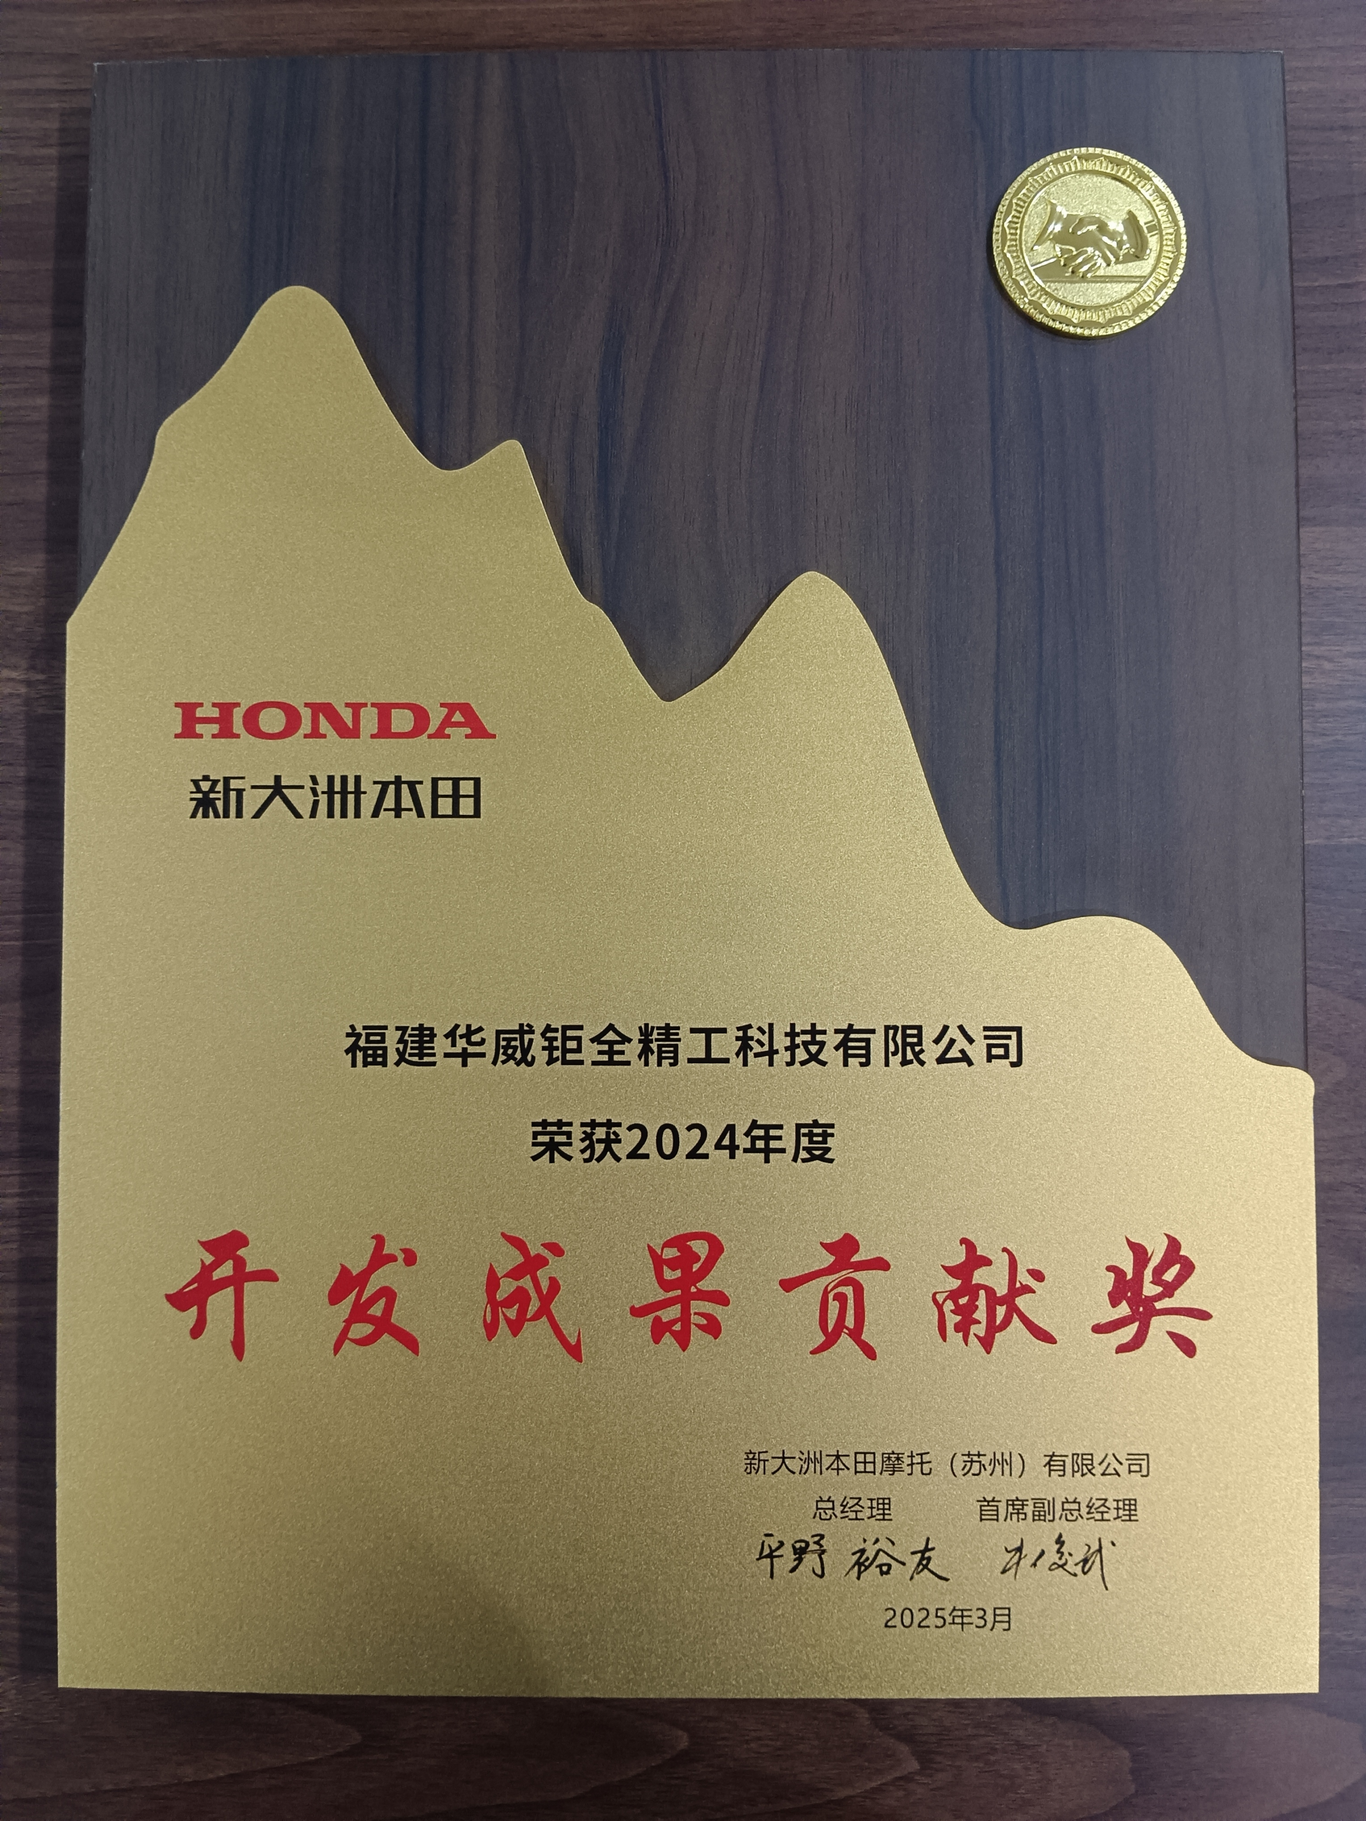 HONDA
新大洲本田
福建华威钜全精工科技有限公司
荣获2024年度
开发成果贡献奖
新大洲本田摩托（苏州）有限公司
总经理 首席副总经理
平野 裕友
2025年3月